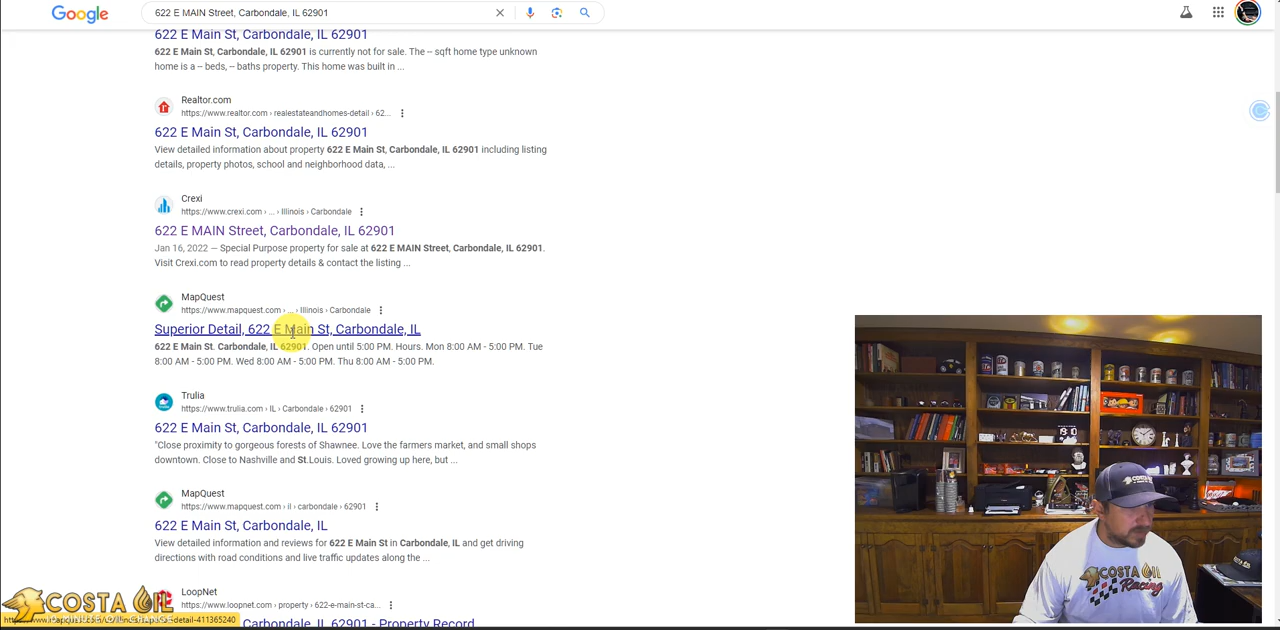 Google
622 E MAIN Street, Carbondale, IL 62901
622 E Main St, Carbondale, IL 62901
622 E Main St, Carbondale, IL 62901 is currently not for sale. The -- sqft home type unknown
home is a -- beds, -- baths property. This home was built in ...
Realtor.com
https://www.realtor.com › realestateandhomes-detail › 62...
622 E Main St, Carbondale, IL 62901
View detailed information about property 622 E Main St, Carbondale, IL 62901 including listing
details, property photos, school and neighborhood data, ...
Crexi
https://www.crexi.com › ... › Illinois › Carbondale
622 E MAIN Street, Carbondale, IL 62901
Jan 16, 2022 — Special Purpose property for sale at 622 E MAIN Street, Carbondale, IL 62901.
Visit Crexi.com to read property details & contact the listing ...
MapQuest
https://www.mapquest.com › ... › Illinois › Carbondale
Superior Detail, 622 E Main St, Carbondale, IL
622 E Main St. Carbondale, IL 62901. Open until 5:00 PM. Hours. Mon 8:00 AM - 5:00 PM. Tue
8:00 AM - 5:00 PM. Wed 8:00 AM - 5:00 PM. Thu 8:00 AM - 5:00 PM.
Trulia
https://www.trulia.com › IL › Carbondale › 62901
622 E Main St, Carbondale, IL 62901
"Close proximity to gorgeous forests of Shawnee. Love the farmers market, and small shops
downtown. Close to Nashville and St.Louis. Loved growing up here, but ...
MapQuest
https://www.mapquest.com › il › carbondale › 62901
622 E Main St, Carbondale, IL
View detailed information and reviews for 622 E Main St in Carbondale, IL and get driving
directions with road conditions and live traffic updates along the ...
LoopNet
https://www.loopnet.com › property › 622-e-main-st-ca...
Carbondale, IL 62901 - Property Record
COSTA OIL
COSTA OIL
Racing